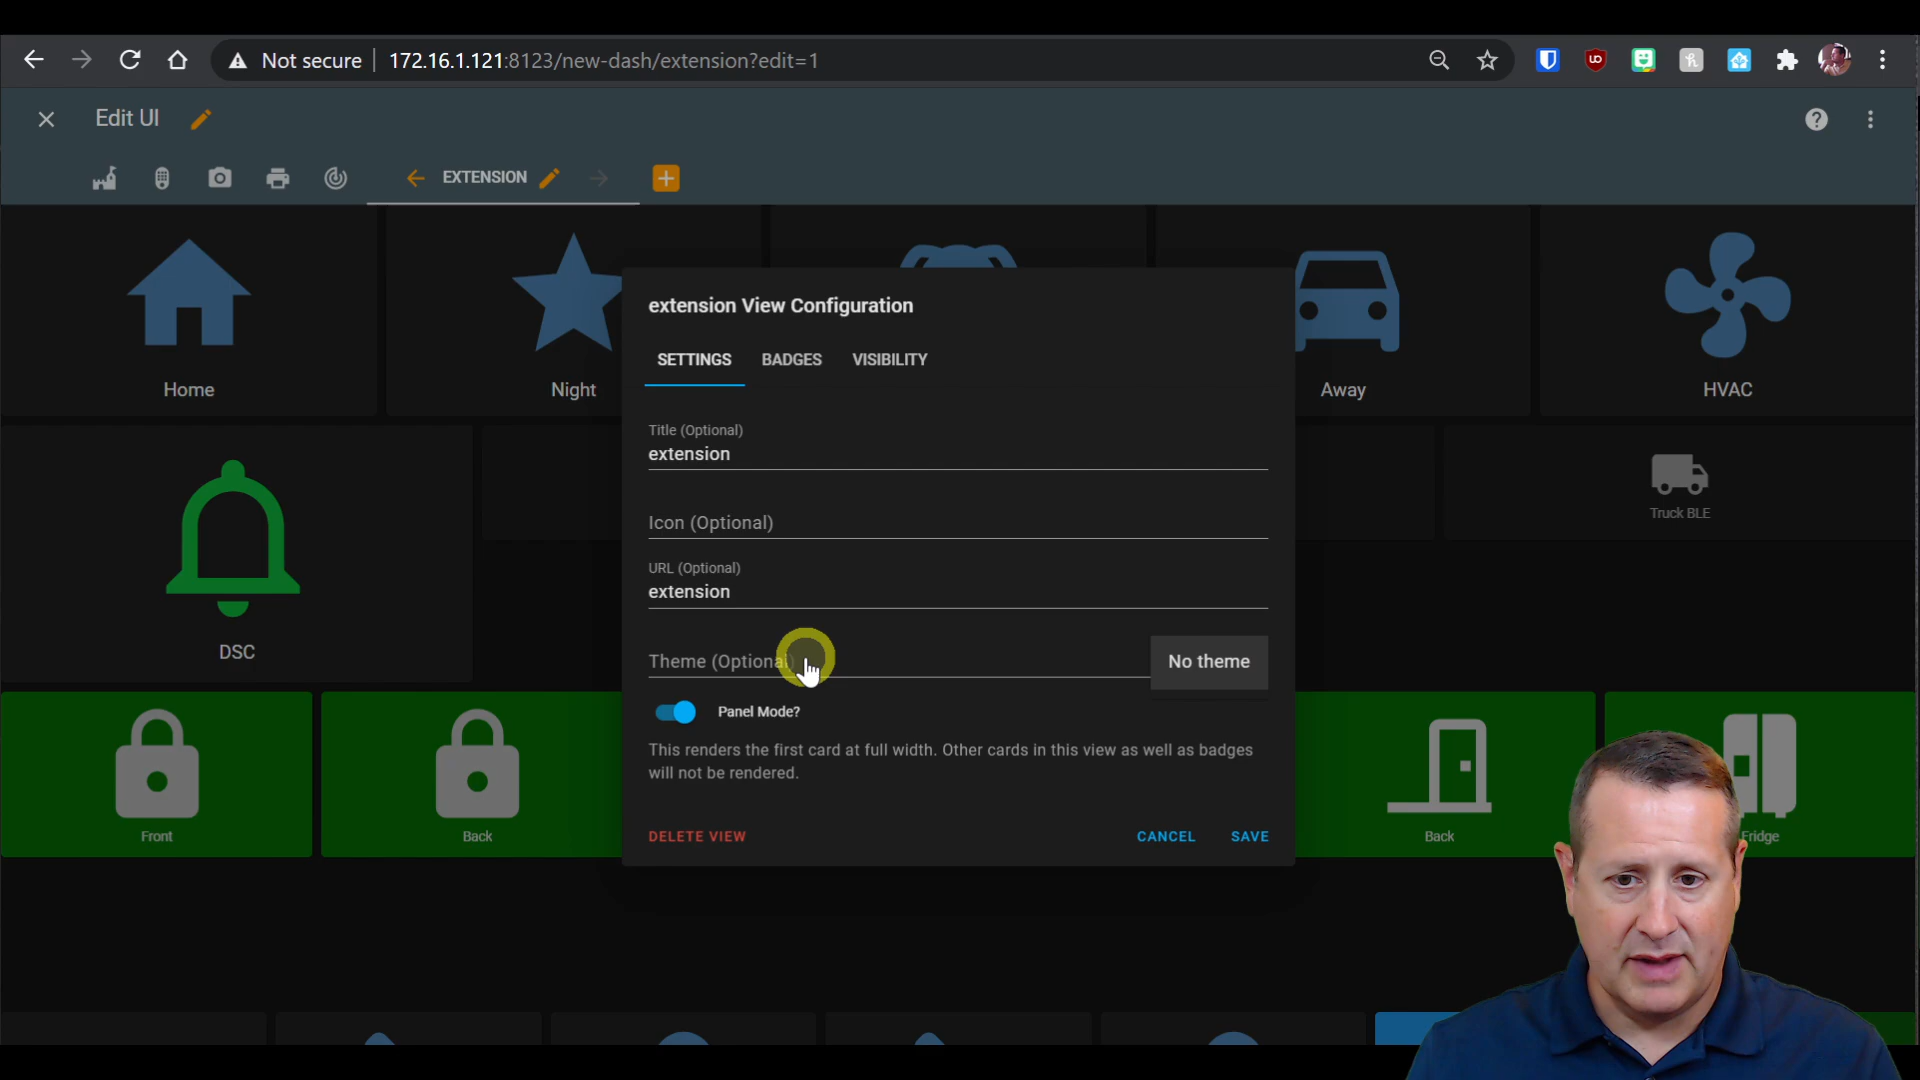 Not secure
172.16.1.121:8123/new-dash/extension?edit=1
Edit UI
EXTENSION
Home
Night
Away
HVAC
extension View Configuration
SETTINGS
BADGES
VISIBILITY
Title (Optional)
extension
Icon (Optional)
URL (Optional)
extension
Theme (Optional)
No theme
Panel Mode?
This renders the first card at full width. Other cards in this view as well as badges
will not be rendered.
DELETE VIEW
CANCEL
SAVE
Truck BLE
DSC
Front
Back
Back
Fridge